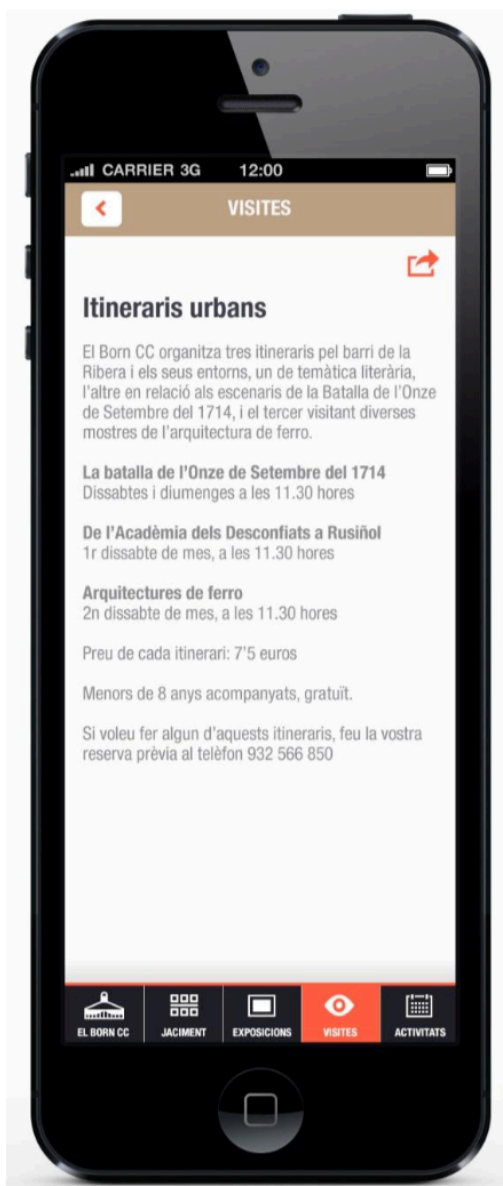 CARRIER 3G 12:00
VISITES
Itineraris urbans
El Born CC organitza tres itineraris pel barri de la
Ribera i els seus entorns, un de temàtica literària,
l'altre en relació als escenaris de la Batalla de l'Onze
de Setembre del 1714, i el tercer visitant diverses
mostres de l'arquitectura de ferro.
La batalla de l'Onze de Setembre del 1714
Dissabtes i diumenges a les 11.30 hores
De l'Acadèmia dels Desconfiats a Rusiñol
1r dissabte de mes, a les 11.30 hores
Arquitectures de ferro
2n dissabte de mes, a les 11.30 hores
Preu de cada itinerari: 7'5 euros
Menors de 8 anys acompanyats, gratuït.
Si voleu fer algun d'aquests itineraris, feu la vostra
reserva prèvia al telèfon 932 566 850
EL BORN CC JACIMENT EXPOSICIONS VISITES ACTIVITATS